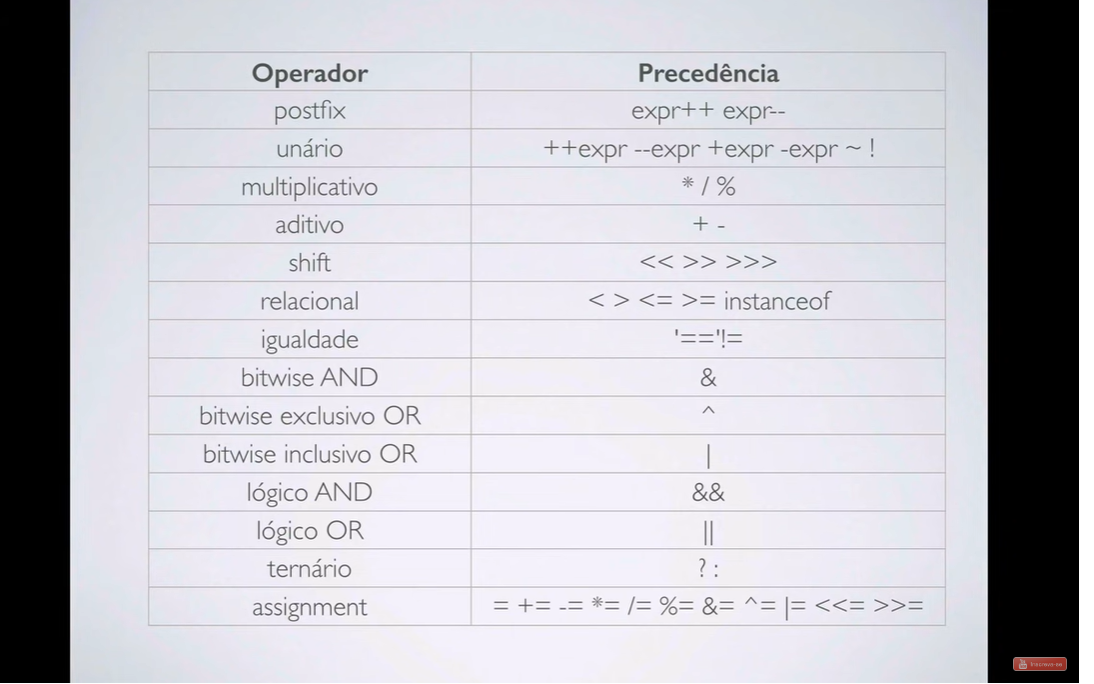 Operador Precedência
postfix expr++ expr--
unário ++expr --expr +expr -expr ~ !
multiplicativo * / %
aditivo + -
shift << >> >>>
relacional < > <= >= instanceof
igualdade '=='!=
bitwise AND &
bitwise exclusivo OR ^
bitwise inclusivo OR |
lógico AND &&
lógico OR ||
ternário ? :
assignment = += -= *= /= %= &= ^= |= <<= >>=
Inscreva-se